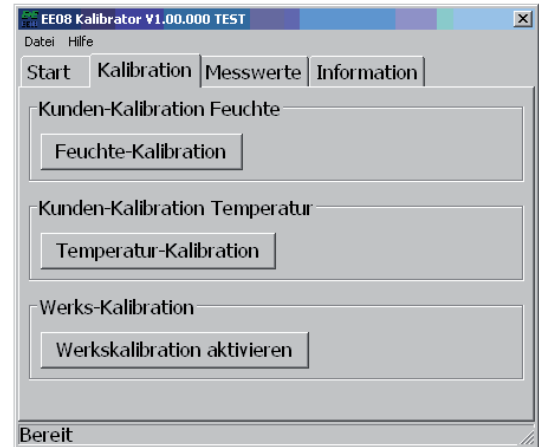 EE08 Kalibrator V1.00.000 TEST
Datei Hilfe
Start Kalibration Messwerte Information
Kunden-Kalibration Feuchte
Feuchte-Kalibration
Kunden-Kalibration Temperatur
Temperatur-Kalibration
Werks-Kalibration
Werkskalibration aktivieren
Bereit